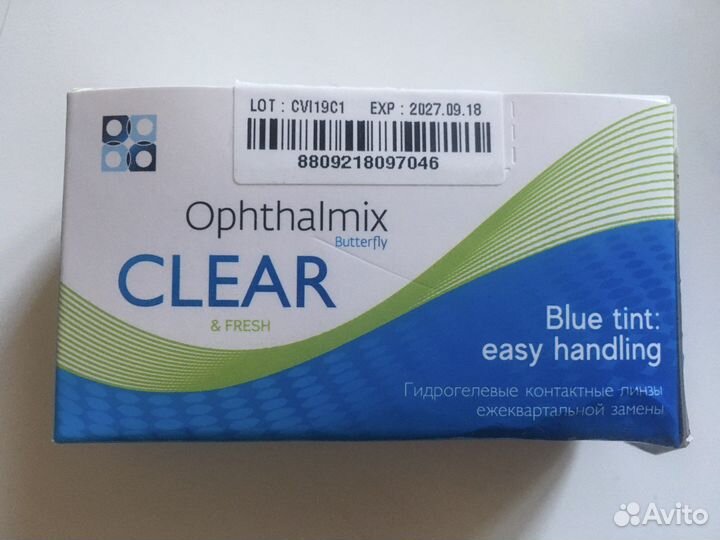 LOT : CVI19C1 EXP : 2027.09.18
8809218097046
Ophthalmix
Butterfly
CLEAR
& FRESH
Blue tint:
easy handling
Гидрогелевые контактные линзы
ежеквартальной замены
Avito